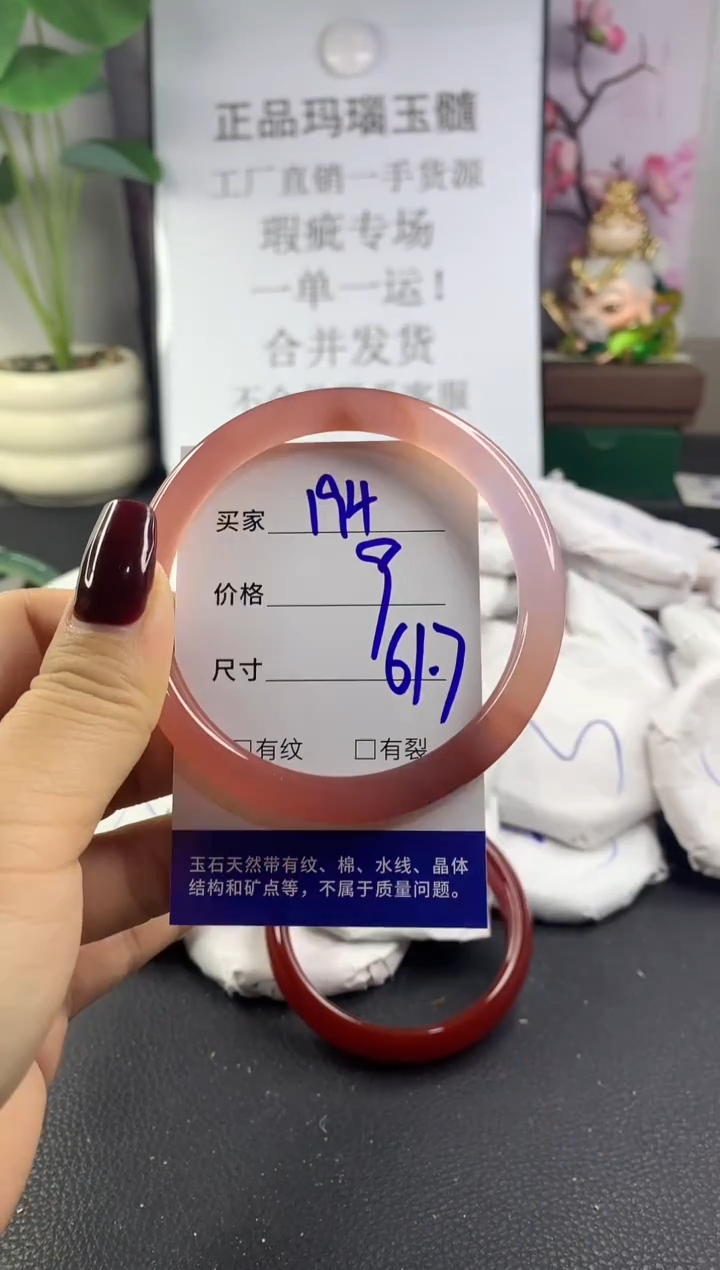 正品玛瑙玉髓
工厂直销一手货源
瑕疵专场
一单一运！
合并发货
买家 194
价格 9
尺寸 61.7
□有纹 □有裂
玉石天然带有纹、棉、水线、晶体
结构和矿点等，不属于质量问题。